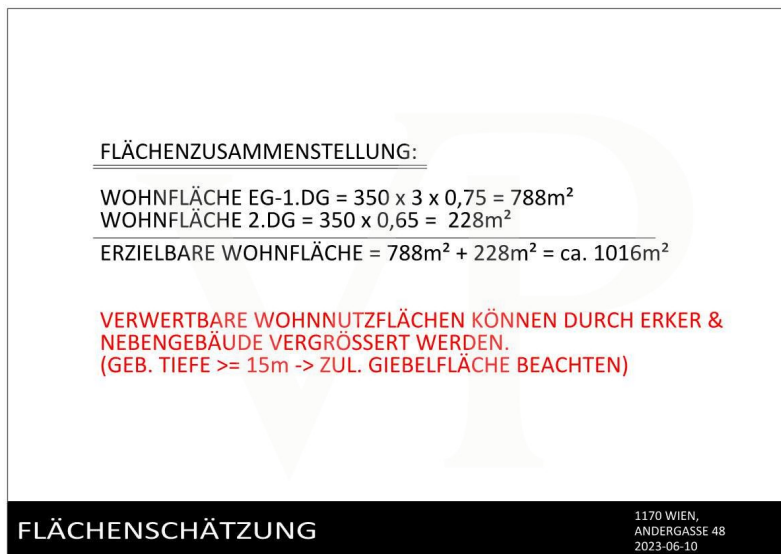 FLÄCHENZUSAMMENSTELLUNG:
WOHNFLÄCHE EG-1.DG = 350 x 3 x 0,75 = 788m²
WOHNFLÄCHE 2.DG = 350 x 0,65 = 228m²
ERZIELBARE WOHNFLÄCHE = 788m² + 228m² = ca. 1016m²
VERWERTBARE WOHNNUTZFLÄCHEN KÖNNEN DURCH ERKER &
NEBENGEBÄUDE VERGRÖSSERT WERDEN.
(GEB. TIEFE >= 15m -> ZUL. GIEBELFLÄCHE BEACHTEN)
VP
FLÄCHENSCHÄTZUNG
1170 WIEN,
ANDERGASSE 48
2023-06-10